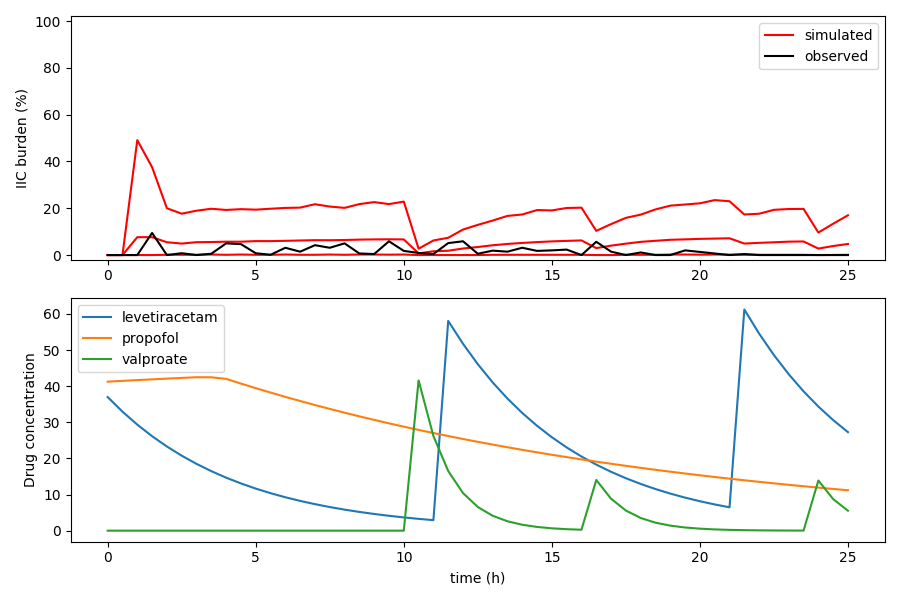 100
80
60
40
20
0
IIC burden (%)
simulated
observed
0 5 10 15 20 25
60
50
40
30
20
10
0
Drug concentration
levetiracetam
propofol
valproate
0 5 10 15 20 25
time (h)